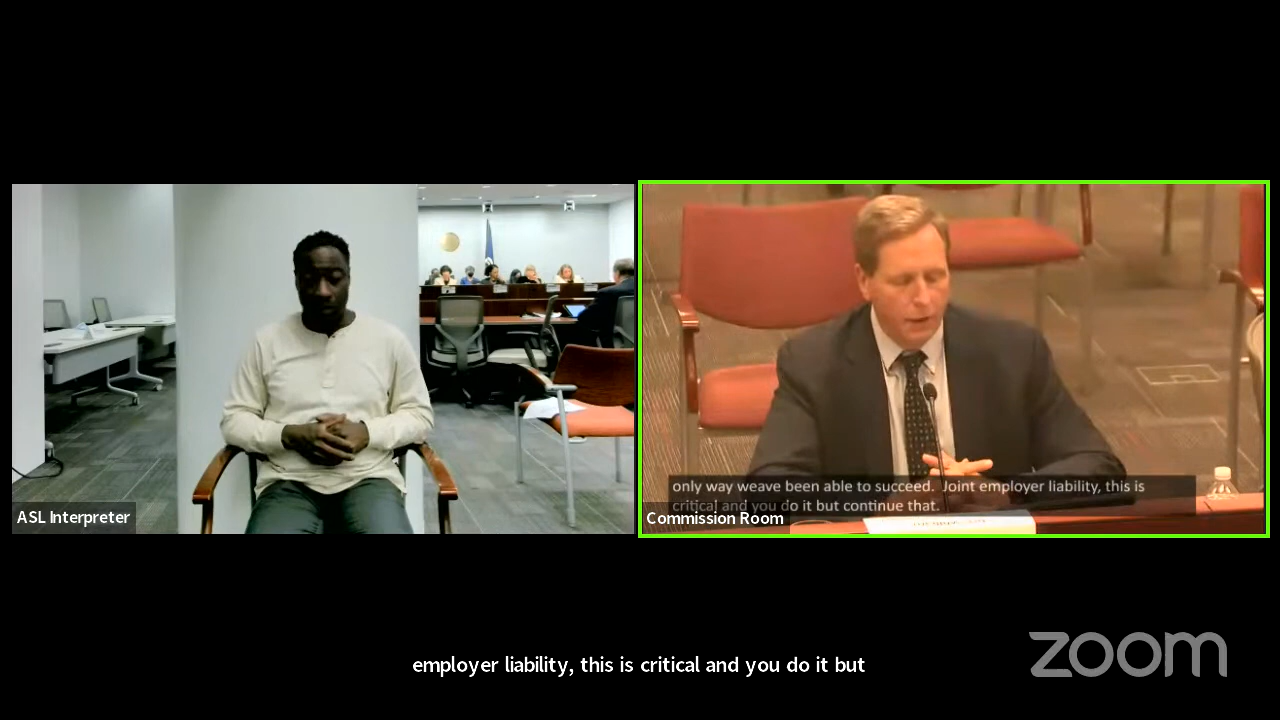 only way weave been able to succeed.  Joint employer liability, this is
critical and you do it but continue that.
ASL Interpreter
Commission Room
employer liability, this is critical and you do it but
zoom